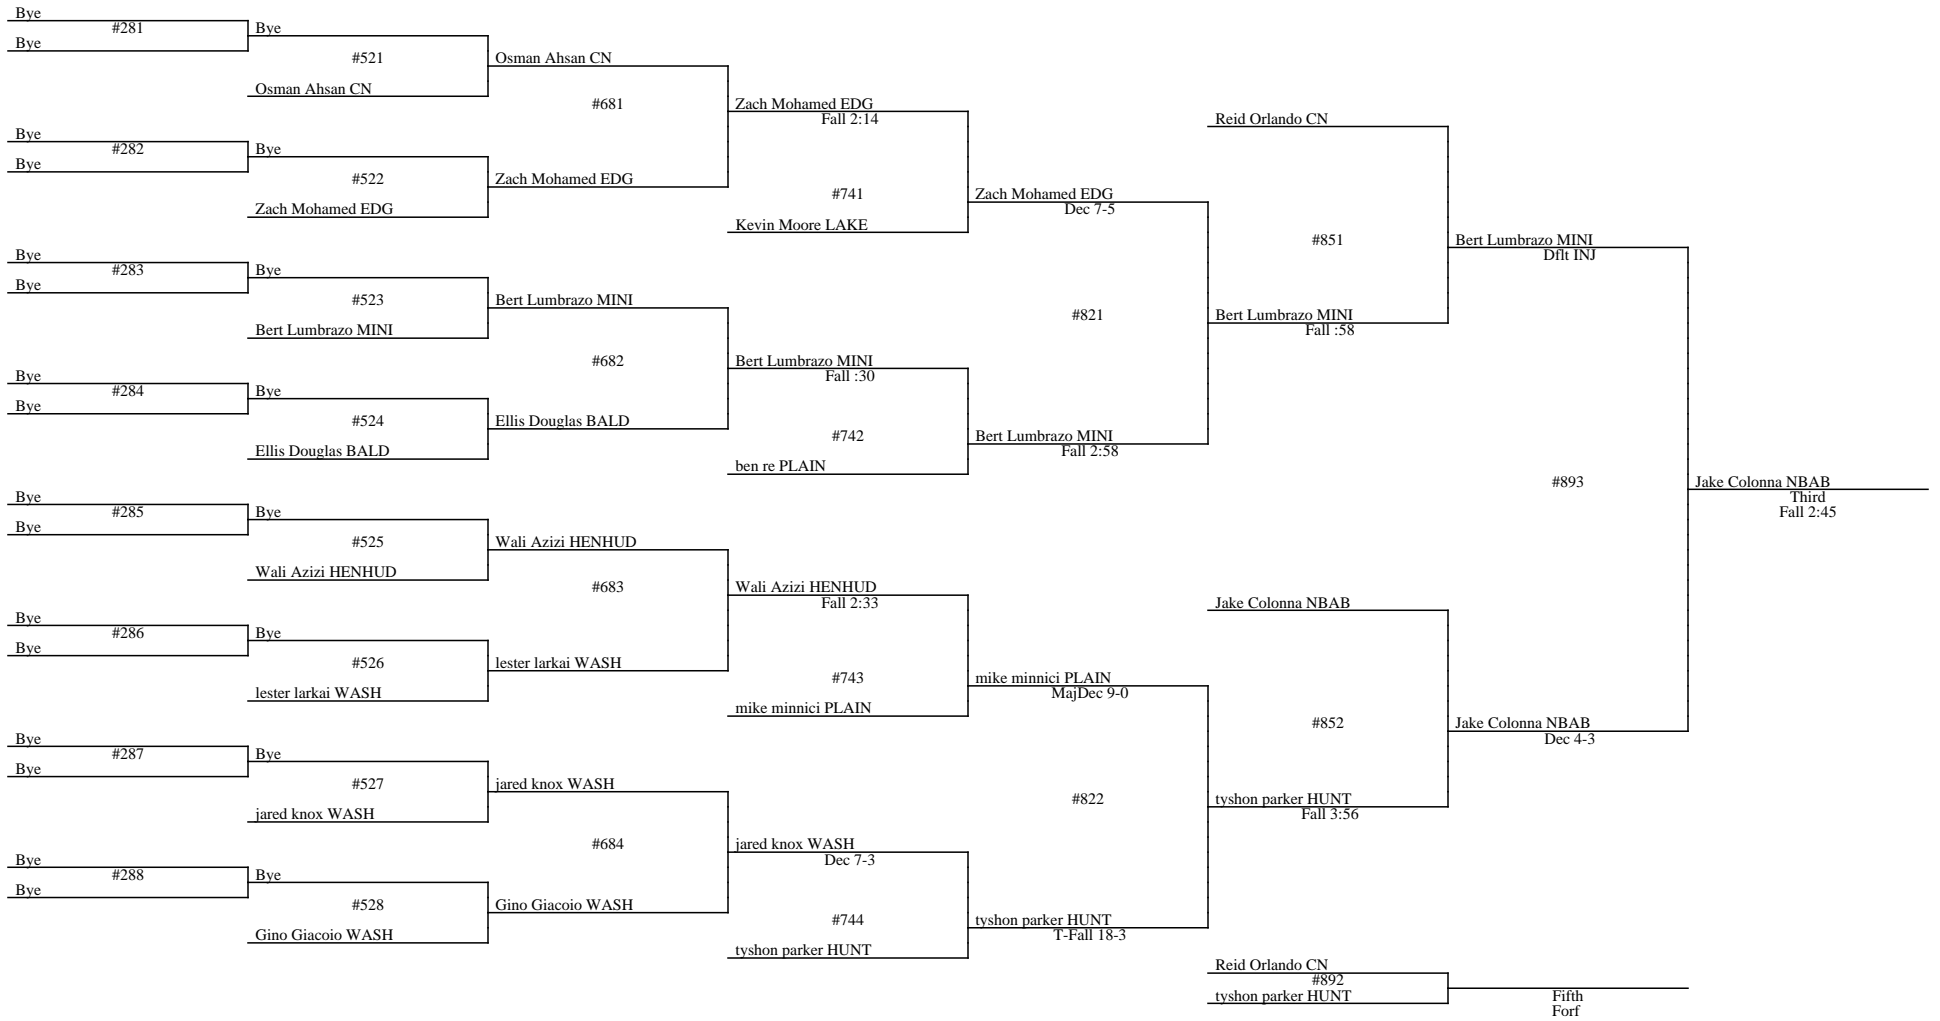 Bye
#281
Bye
Bye
#521
Osman Ahsan CN
Osman Ahsan CN
#681
Bye
#282
Bye
Bye
#522
Zach Mohamed EDG
Zach Mohamed EDG
Zach Mohamed EDG
Fall 2:14
#741
Kevin Moore LAKE
Zach Mohamed EDG
Dec 7-5
Bye
#283
Bye
Bye
#523
Bert Lumbrazo MINI
Bert Lumbrazo MINI
#682
Bye
#284
Bye
Bye
#524
Ellis Douglas BALD
Ellis Douglas BALD
Bert Lumbrazo MINI
Fall :30
#742
ben re PLAIN
Bert Lumbrazo MINI
Fall 2:58
#821
Reid Orlando CN
#851
Bert Lumbrazo MINI
Fall :58
Bert Lumbrazo MINI
Dflt INJ
Bye
#285
Bye
Bye
#525
Wali Azizi HENHUD
Wali Azizi HENHUD
#683
Bye
#286
Bye
Bye
#526
lester larkai WASH
lester larkai WASH
Wali Azizi HENHUD
Fall 2:33
#743
mike minnici PLAIN
mike minnici PLAIN
MajDec 9-0
Bye
#287
Bye
Bye
#527
jared knox WASH
jared knox WASH
#684
Bye
#288
Bye
Bye
#528
Gino Giacoio WASH
Gino Giacoio WASH
jared knox WASH
Dec 7-3
#744
tyshon parker HUNT
tyshon parker HUNT
T-Fall 18-3
#822
Jake Colonna NBAB
#852
tyshon parker HUNT
Fall 3:56
Jake Colonna NBAB
Dec 4-3
#893
Jake Colonna NBAB
Third
Fall 2:45
Reid Orlando CN
#892
tyshon parker HUNT
Fifth
Forf